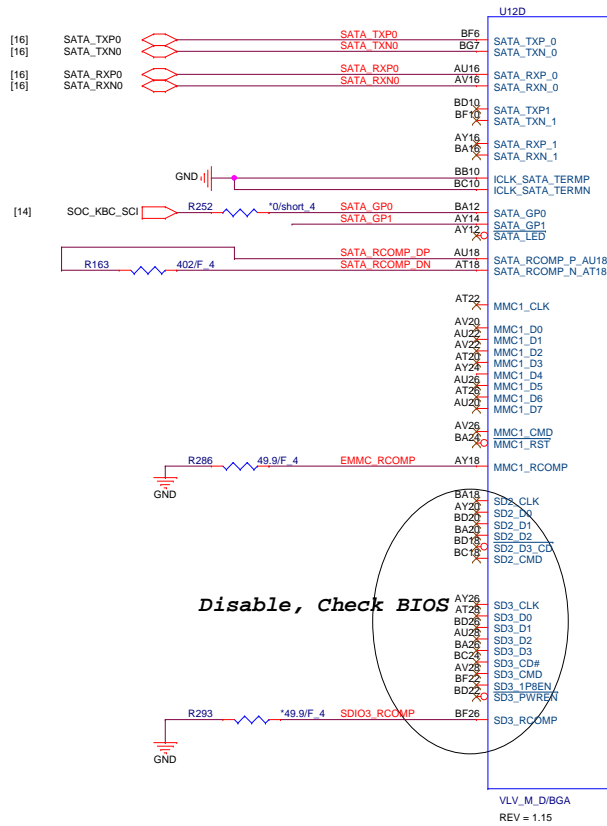 U12D
[16] SATA_TXP0 SATA_TXP0 BF6 SATA_TXP_0
[16] SATA_TXN0 SATA_TXN0 BG7 SATA_TXN_0
[16] SATA_RXP0 SATA_RXP0 AU16 SATA_RXP_0
[16] SATA_RXN0 SATA_RXN0 AV16 SATA_RXN_0
BD10 SATA_TXP1
BF10 SATA_TXN_1
AY16 SATA_RXP_1
BA16 SATA_RXN_1
GND BB10 ICLK_SATA_TERMP
BC10 ICLK_SATA_TERMN
[14] SOC_KBC_SCI R252 *0/short_4 SATA_GP0 BA12 SATA_GP0
SATA_GP1 AY14 SATA_GP1
AY12 SATA_LED
SATA_RCOMP_DP AU18 SATA_RCOMP_P_AU18
R163 402/F_4 SATA_RCOMP_DN AT18 SATA_RCOMP_N_AT18
AT22 MMC1_CLK
AV20 MMC1_D0
AU22 MMC1_D1
AV22 MMC1_D2
AT20 MMC1_D3
AY24 MMC1_D4
AU26 MMC1_D5
AT26 MMC1_D6
AU20 MMC1_D7
AV26 MMC1_CMD
BA24 MMC1_RST
R286 49.9/F_4 EMMC_RCOMP AY18 MMC1_RCOMP
GND
BA18 SD2_CLK
AY20 SD2_D0
BD20 SD2_D1
BA20 SD2_D2
BD18 SD2_D3_CD
BC18 SD2_CMD
Disable, Check BIOS
AY26 SD3_CLK
AT28 SD3_D0
BD26 SD3_D1
AU28 SD3_D2
BA26 SD3_D3
BC24 SD3_CD#
AV28 SD3_CMD
BF22 SD3_1P8EN
BD22 SD3_PWREN
R293 *49.9/F_4 SDIO3_RCOMP BF26 SD3_RCOMP
GND
VLV_M_D/BGA
REV = 1.15